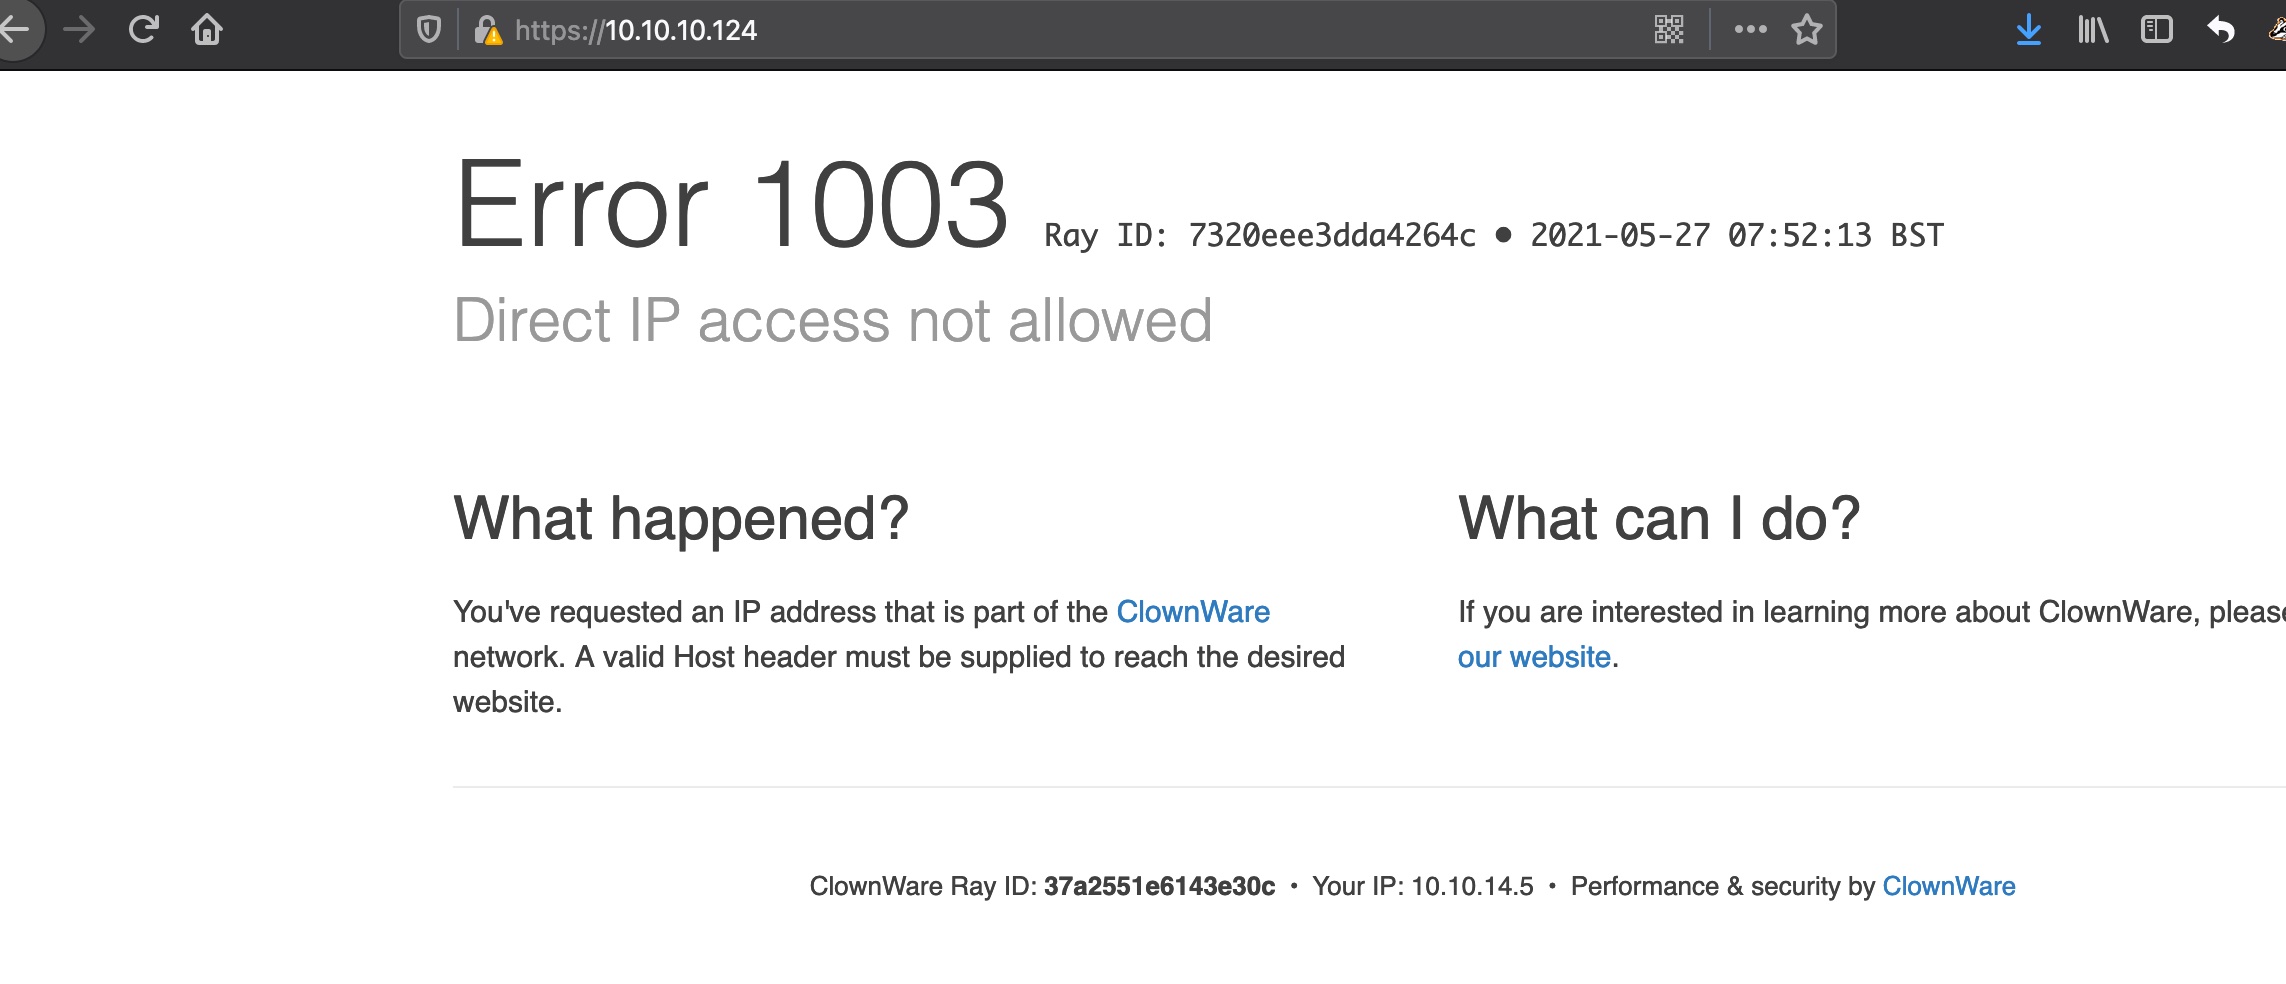 https://10.10.10.124
Error 1003 Ray ID: 7320eee3dda4264c • 2021-05-27 07:52:13 BST
Direct IP access not allowed
What happened?
You've requested an IP address that is part of the ClownWare
network. A valid Host header must be supplied to reach the desired
website.
What can I do?
If you are interested in learning more about ClownWare, please
our website.
ClownWare Ray ID: 37a2551e6143e30c • Your IP: 10.10.14.5 • Performance & security by ClownWare